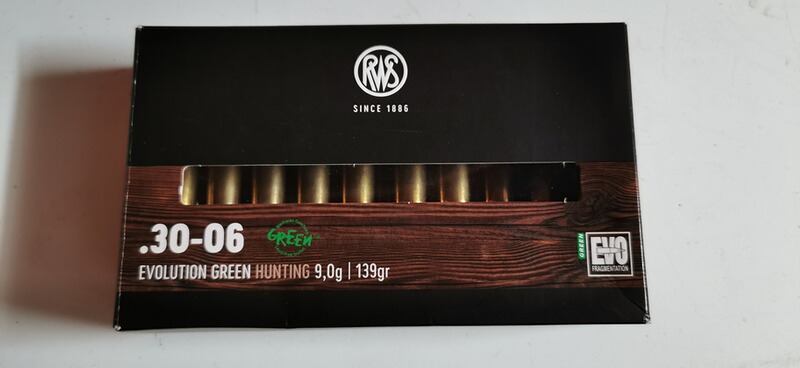 RWS
SINCE 1886
.30-06
GREEN
EVOLUTION GREEN HUNTING 9,0g | 139gr
GREEN
EVO
FRAGMENTATION